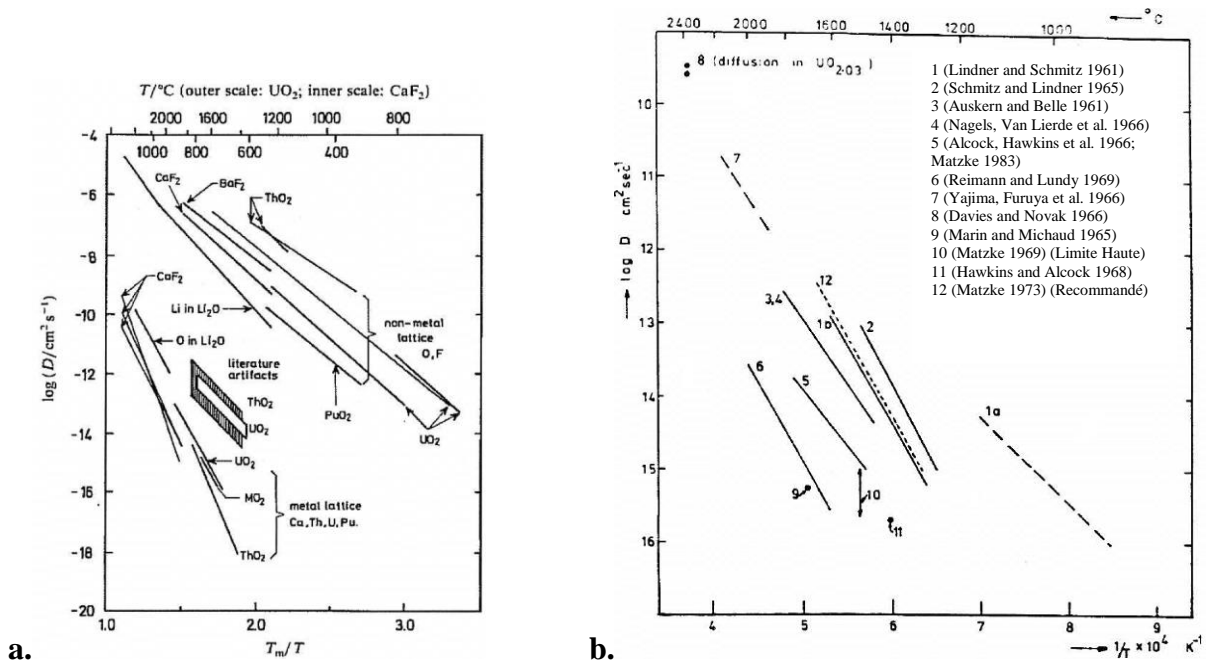 T/°C (outer scale: UO₂; inner scale: CaF₂)
2000 1600 1200 1000 800
1000 800 600 400
-4
-6
-8
-10
-12
-14
-16
-18
-20
log (D/cm² s⁻¹)
CaF₂
BaF₂
ThO₂
CaF₂
Li in Li₂O
non-metal
lattice
O, F
O in Li₂O
literature
artifacts
ThO₂
UO₂
PuO₂
UO₂
UO₂
MO₂
metal lattice
Ca, Th, U, Pu.
ThO₂
1.0 2.0 3.0
Tₘ/T
a.
°C
2400 2000 1600 1400 1200 1000
8 (diffusion in UO₂.₀₃)
10
11
12
13
14
15
16
log D cm² sec⁻¹
7
12
3,4
1b
2
6
5
1a
9
10
11
1 (Lindner and Schmitz 1961)
2 (Schmitz and Lindner 1965)
3 (Auskern and Belle 1961)
4 (Nagels, Van Lierde et al. 1966)
5 (Alcock, Hawkins et al. 1966;
Matzke 1983)
6 (Reimann and Lundy 1969)
7 (Yajima, Furuya et al. 1966)
8 (Davies and Novak 1966)
9 (Marin and Michaud 1965)
10 (Matzke 1969) (Limite Haute)
11 (Hawkins and Alcock 1968)
12 (Matzke 1973) (Recommandé)
4 5 6 7 8 9
1/T × 10⁴ K⁻¹
b.